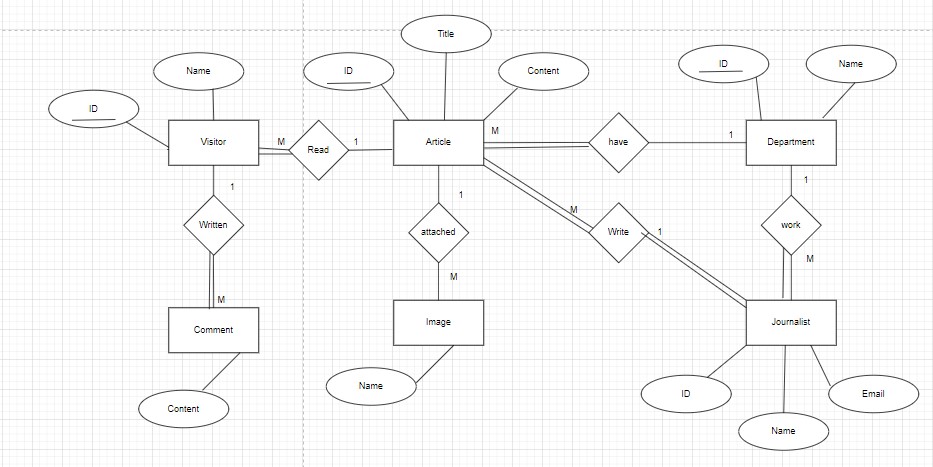 Title
Name
ID
Content
ID
Name
ID
Visitor
M
Read
1
Article
M
have
1
Department
1
Written
M
1
attached
M
M
Write
1
1
work
M
Comment
Image
Journalist
Content
Name
ID
Name
Email